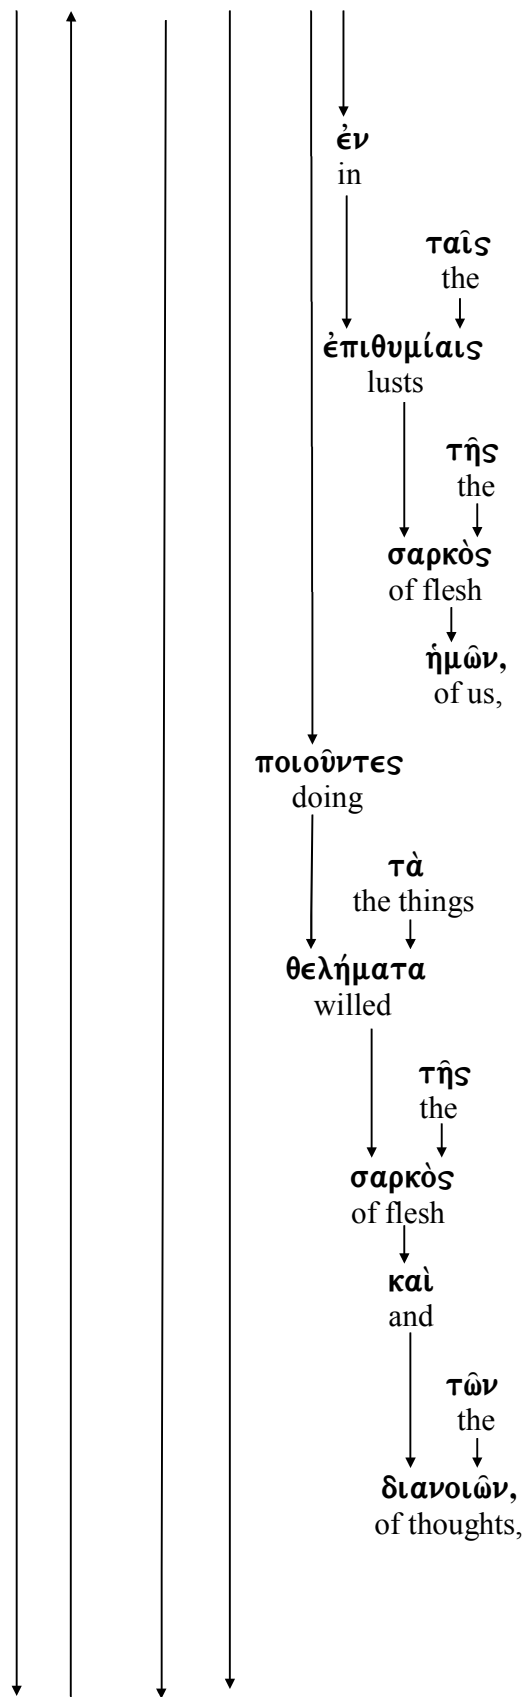 ἐν
in
ταῖς
the
ἐπιθυμίαις
lusts
τῆς
the
σαρκὸς
of flesh
ἡμῶν,
of us,
ποιοῦντες
doing
τὰ
the things
θελήματα
willed
τῆς
the
σαρκὸς
of flesh
καὶ
and
τῶν
the
διανοιῶν,
of thoughts,